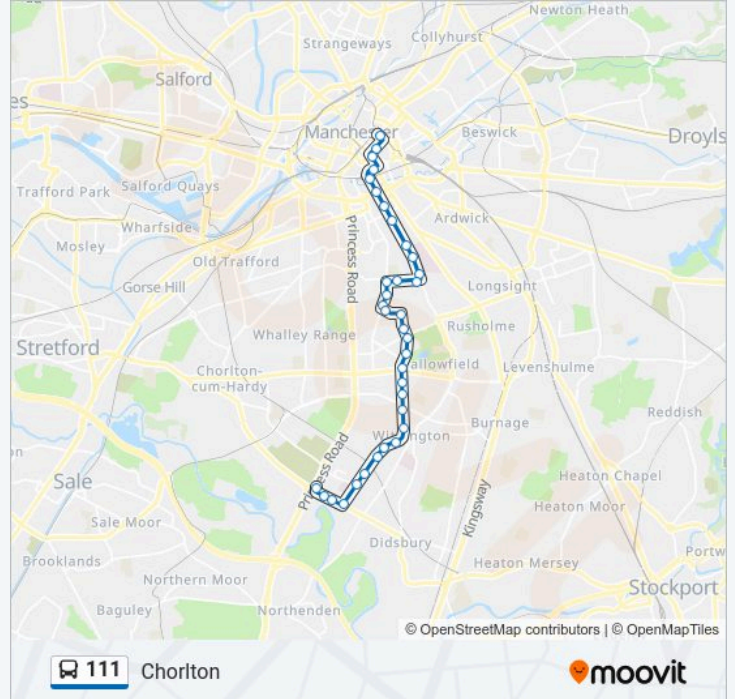 Newton Heath
Collyhurst
Strangeways
Salford
es
Manchester
Beswick
Droyls
Trafford Park
Salford Quays
Wharfside
Ardwick
Princess Road
Mosley
Old Trafford
Gorse Hill
Longsight
Rusholme
Whalley Range
Stretford
allowfield
Levenshulme
Chorlton-
cum-Hardy
Reddish
Burnage
Withington
Princess Road
Sale
Heaton Chapel
Kingsway
Heaton Moor
Sale Moor
Didsbury
Portw
Brooklands
Heaton Mersey
Northern Moor
Stockport
Baguley
Northenden
© OpenStreetMap contributors | © OpenMapTiles
111 Chorlton
moovit